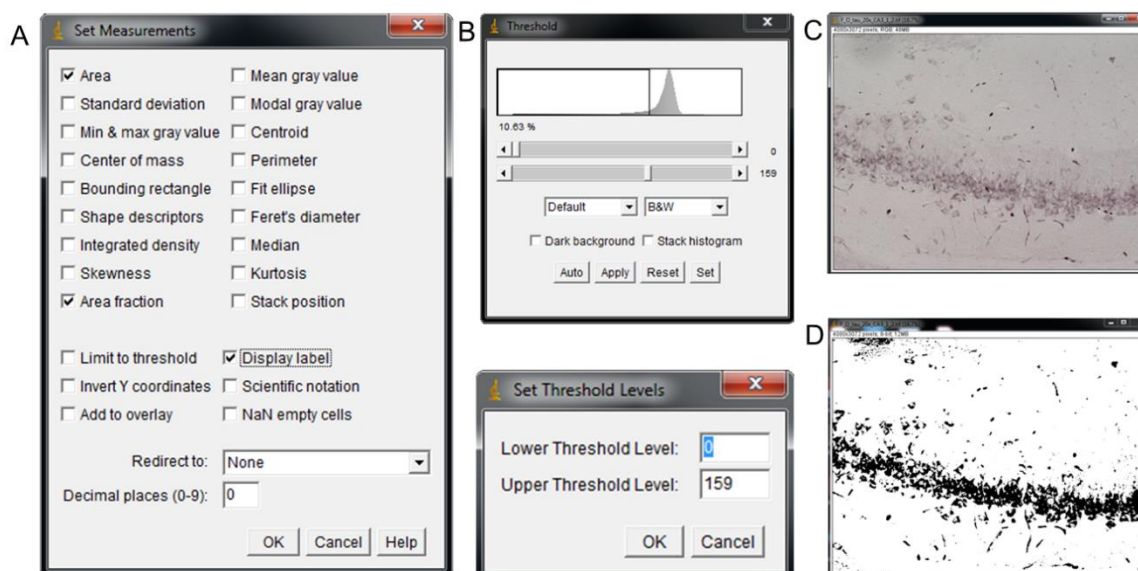 A
Set Measurements
Area
Mean gray value
Standard deviation
Modal gray value
Min & max gray value
Centroid
Center of mass
Perimeter
Bounding rectangle
Fit ellipse
Shape descriptors
Feret's diameter
Integrated density
Median
Skewness
Kurtosis
Area fraction
Stack position
Limit to threshold
Display label
Invert Y coordinates
Scientific notation
Add to overlay
NaN empty cells
Redirect to: None
Decimal places (0-9): 0
OK Cancel Help
B
Threshold
10.63 %
0
159
Default B&W
Dark background Stack histogram
Auto Apply Reset Set
Set Threshold Levels
Lower Threshold Level: 0
Upper Threshold Level: 159
OK Cancel
C
D